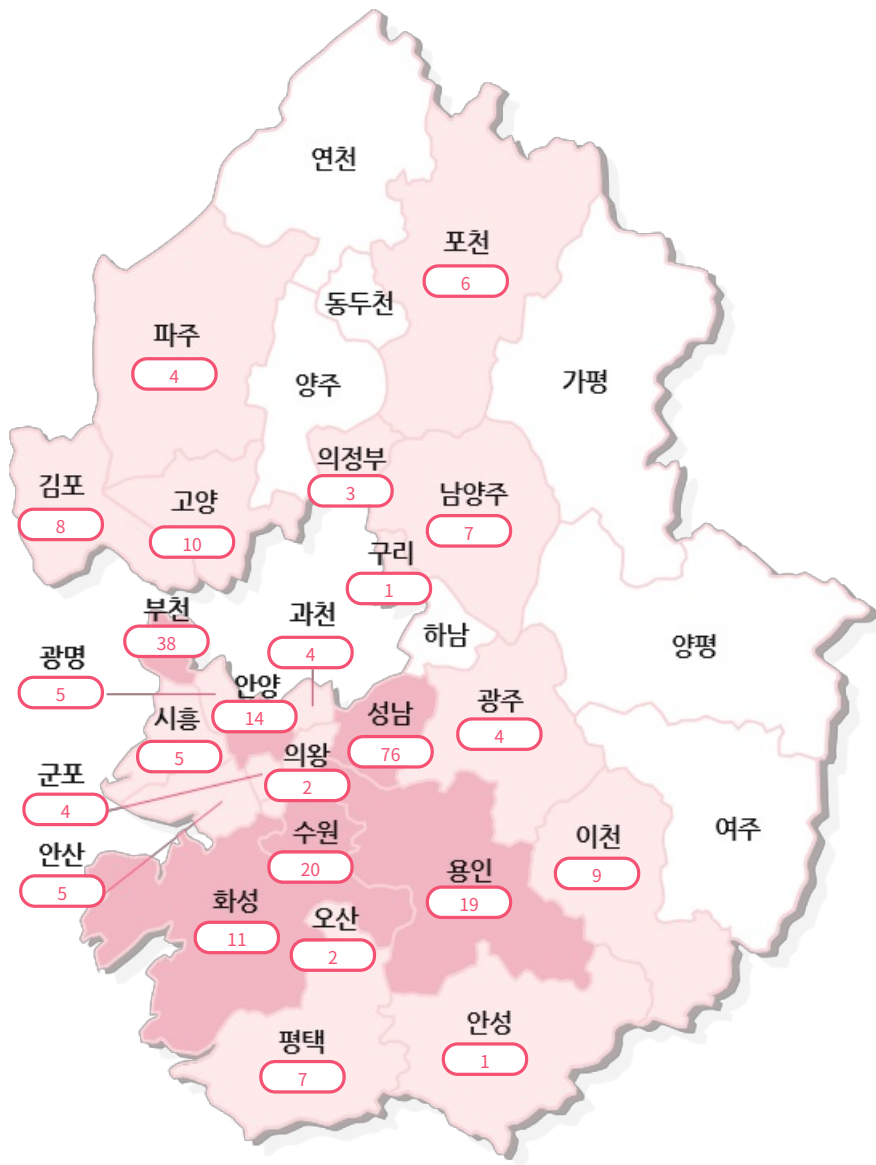 연천
포천
6
동두천
파주
4
양주
가평
의정부
3
김포
8
고양
10
남양주
7
구리
1
부천
38
과천
4
하남
양평
광명
5
안양
14
시흥
5
성남
76
광주
4
의왕
2
군포
4
수원
20
이천
9
여주
안산
5
용인
19
화성
11
오산
2
안성
1
평택
7